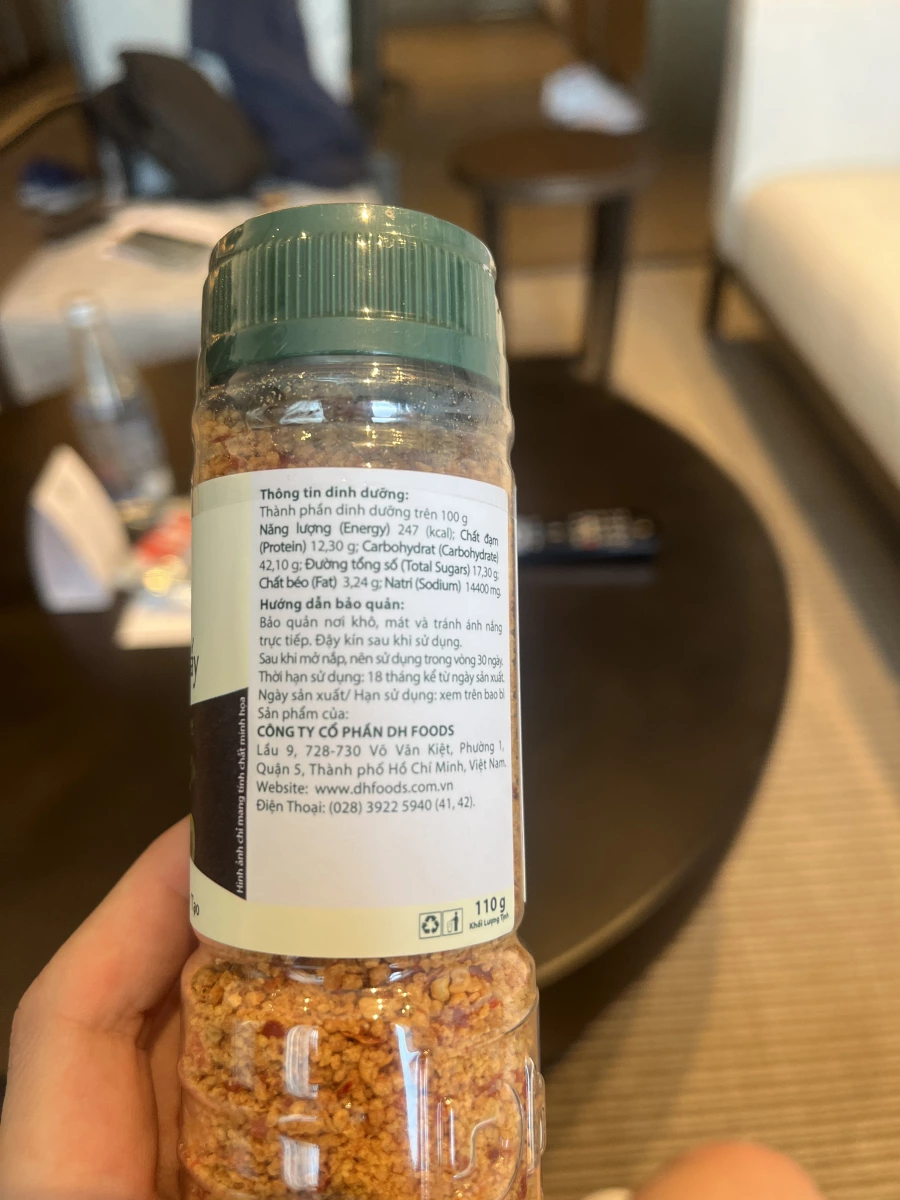 Thông tin dinh dưỡng:
Thành phần dinh dưỡng trên 100 g
Năng lượng (Energy) 247 (kcal); Chất đạm
(Protein) 12,30 g; Carbohydrat (Carbohydrate)
42,10 g; Đường tổng số (Total Sugars) 17,30 g;
Chất béo (Fat) 3,24 g; Natri (Sodium) 14400 mg
Hướng dẫn bảo quản:
Bảo quản nơi khô, mát và tránh ánh nắng
trực tiếp. Đậy kín sau khi sử dụng.
Sau khi mở nắp, nên sử dụng trong vòng 30 ngày.
Thời hạn sử dụng: 18 tháng kể từ ngày sản xuất.
Ngày sản xuất/ Hạn sử dụng: xem trên bao bì
Sản phẩm của:
CÔNG TY CỔ PHẦN DH FOODS
Lầu 9, 728-730 Võ Văn Kiệt, Phường 1,
Quận 5, Thành phố Hồ Chí Minh, Việt Nam.
Website: www.dhfoods.com.vn
Điện Thoại: (028) 3922 5940 (41, 42).
Hình ảnh chỉ mang tính chất minh họa
110 g
Khối Lượng Tịnh